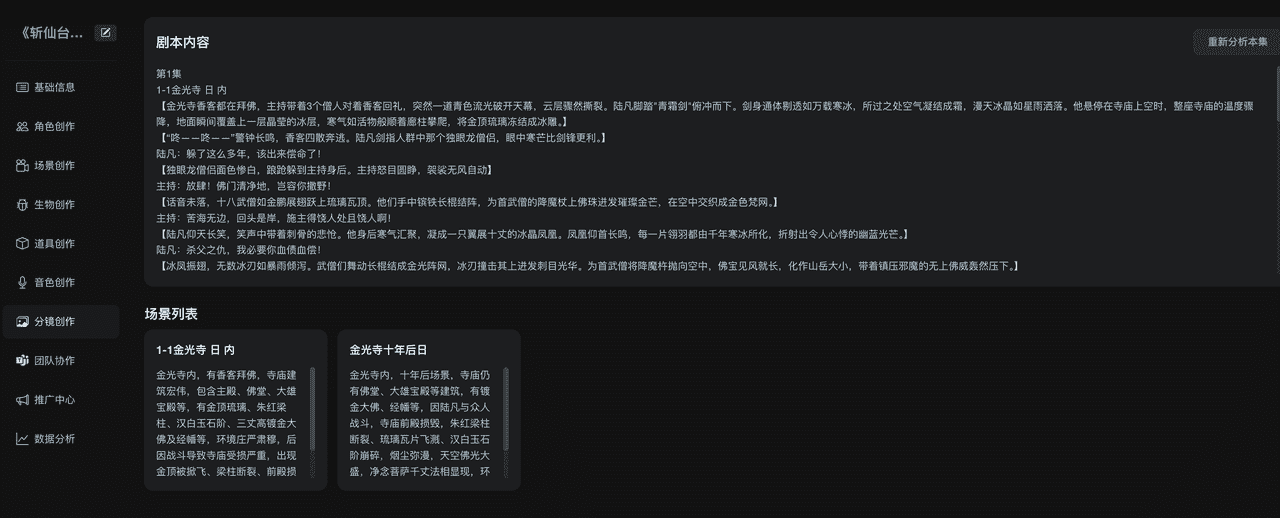 《斩仙台...
基础信息
角色创作
场景创作
生物创作
道具创作
音色创作
分镜创作
团队协作
推广中心
数据分析
剧本内容
重新分析本集
第1集
1-1金光寺 日 内
【金光寺香客都在拜佛，主持带着3个僧人对着香客回礼，突然一道青色流光破开天幕，云层骤然撕裂。陆凡脚踏“青霜剑”俯冲而下。剑身通体剔透如万载寒冰，所过之处空气凝结成霜，漫天冰晶如星雨洒落。他悬停在寺庙上空时，整座寺庙的温度骤
降，地面瞬间覆盖上一层晶莹的冰层，寒气如活物般顺着廊柱攀爬，将金顶琉璃冻结成冰雕。】
【“咚——咚——”警钟长鸣，香客四散奔逃。陆凡剑指人群中那个独眼龙僧侣，眼中寒芒比剑锋更利。】
陆凡：躲了这么多年，该出来偿命了！
【独眼龙僧侣面色惨白，踉跄躲到主持身后。主持怒目圆睁，袈裟无风自动】
主持：放肆！佛门清净地，岂容你撒野！
【话音未落，十八武僧如金鹏展翅跃上琉璃瓦顶。他们手中镔铁长棍结阵，为首武僧的降魔杖上佛珠迸发璀璨金芒，在空中交织成金色梵网。】
主持：苦海无边，回头是岸，施主得饶人处且饶人啊！
【陆凡仰天长笑，笑声中带着刺骨的悲怆。他身后寒气汇聚，凝成一只翼展十丈的冰晶凤凰。凤凰仰首长鸣，每一片翎羽都由千年寒冰所化，折射出令人心悸的幽蓝光芒。】
陆凡：杀父之仇，我必要你血债血偿！
【冰凤振翅，无数冰刃如暴雨倾泻。武僧们舞动长棍结成金光阵网，冰刃撞击其上迸发刺目光华。为首武僧将降魔杵抛向空中，佛宝见风就长，化作山岳大小，带着镇压邪魔的无上佛威轰然压下。】
场景列表
1-1金光寺 日 内
金光寺内，有香客拜佛，寺庙建
筑宏伟，包含主殿、佛堂、大雄
宝殿等，有金顶琉璃、朱红梁
柱、汉白玉石阶、三丈高镀金大
佛及经幡等，环境庄严肃穆，后
因战斗导致寺庙受损严重，出现
金顶被掀飞、梁柱断裂、前殿损
金光寺十年后日
金光寺内，十年后场景，寺庙仍
有佛堂、大雄宝殿等建筑，有镀
金大佛、经幡等，因陆凡与众人
战斗，寺庙前殿损毁，朱红梁柱
断裂、琉璃瓦片飞溅、汉白玉石
阶崩碎，烟尘弥漫，天空佛光大
盛，净念菩萨千丈法相显现，环